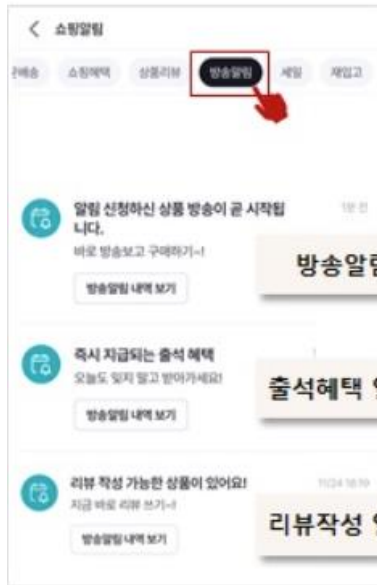 쇼핑알림
쇼핑혜택 상품리뷰 방송알림 세일 재입고
알림 신청하신 상품 방송이 곧 시작됩
니다.
바로 방송보고 구매하기~!
방송알림 내역 보기
방송알림
즉시 지급되는 출석 혜택
오늘도 잊지 말고 받아가세요!
방송알림 내역 보기
출석혜택
리뷰 작성 가능한 상품이 있어요!
지금 바로 리뷰 쓰기~!
방송알림 내역 보기
리뷰작성